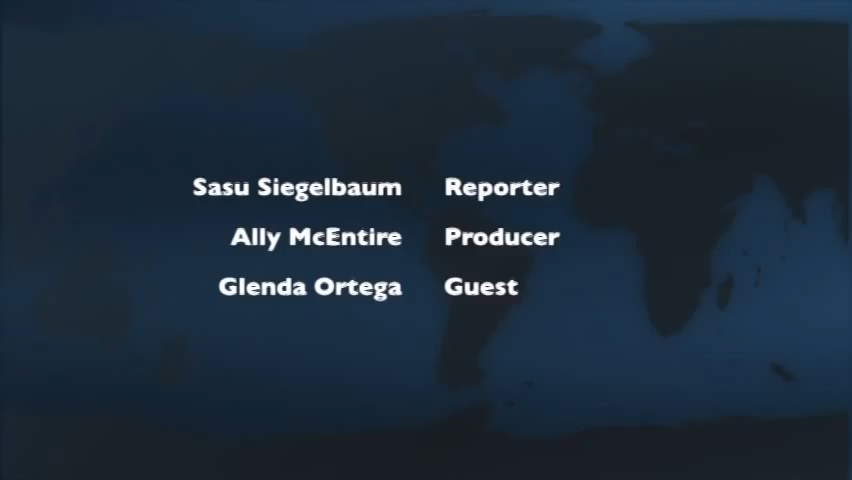 Sasu Siegelbaum Reporter
Ally McEntire Producer
Glenda Ortega Guest